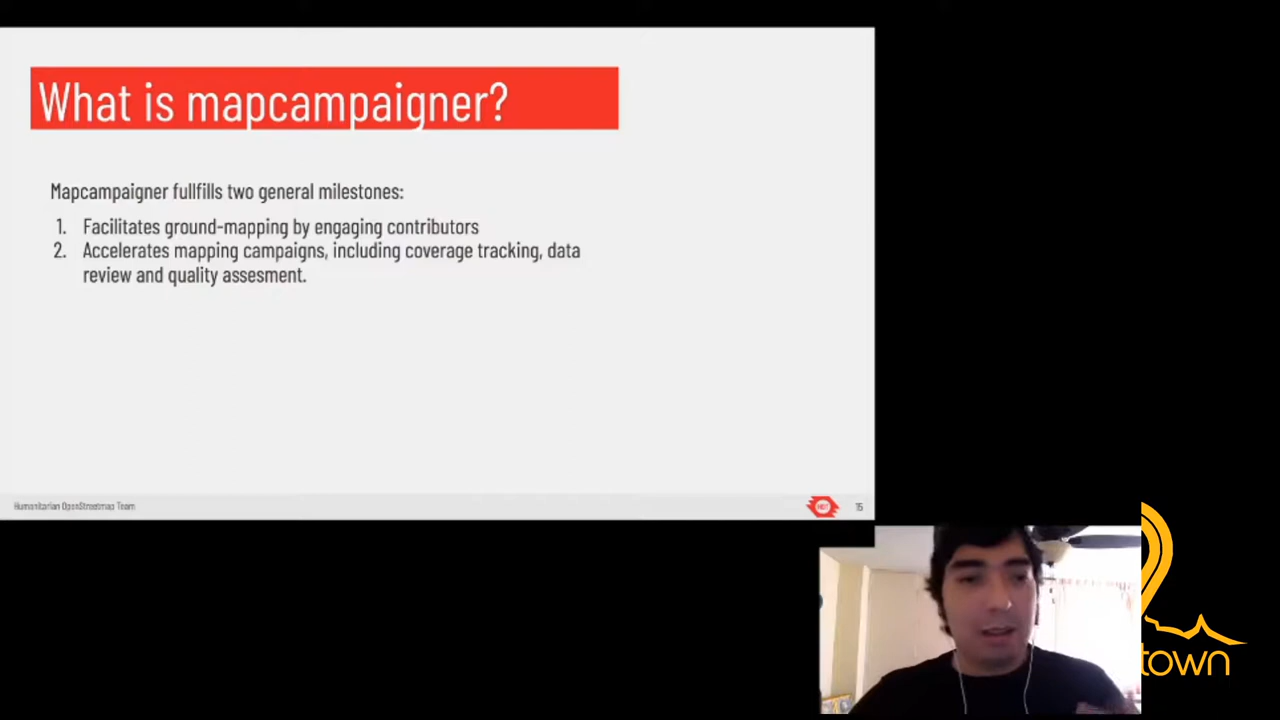 What is mapcampaigner?
Mapcampaigner fullfills two general milestones:
1. Facilitates ground-mapping by engaging contributors
2. Accelerates mapping campaigns, including coverage tracking, data
review and quality assesment.
Humanitarian OpenStreetmap Team
HOT
15
town